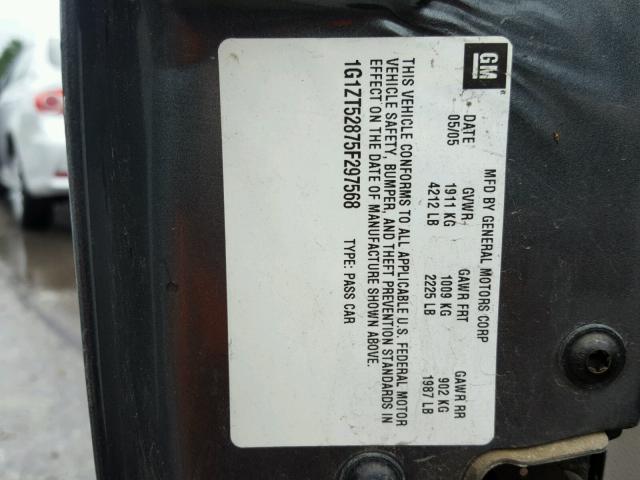 GM
MFD BY GENERAL MOTORS CORP
DATE GVWR GAWR FRT GAWR RR
05/05 1911 KG 1009 KG 902 KG
4212 LB 2225 LB 1987 LB
THIS VEHICLE CONFORMS TO ALL APPLICABLE U.S. FEDERAL MOTOR
VEHICLE SAFETY, BUMPER, AND THEFT PREVENTION STANDARDS IN
EFFECT ON THE DATE OF MANUFACTURE SHOWN ABOVE.
1G1ZT52875F297568 TYPE: PASS CAR